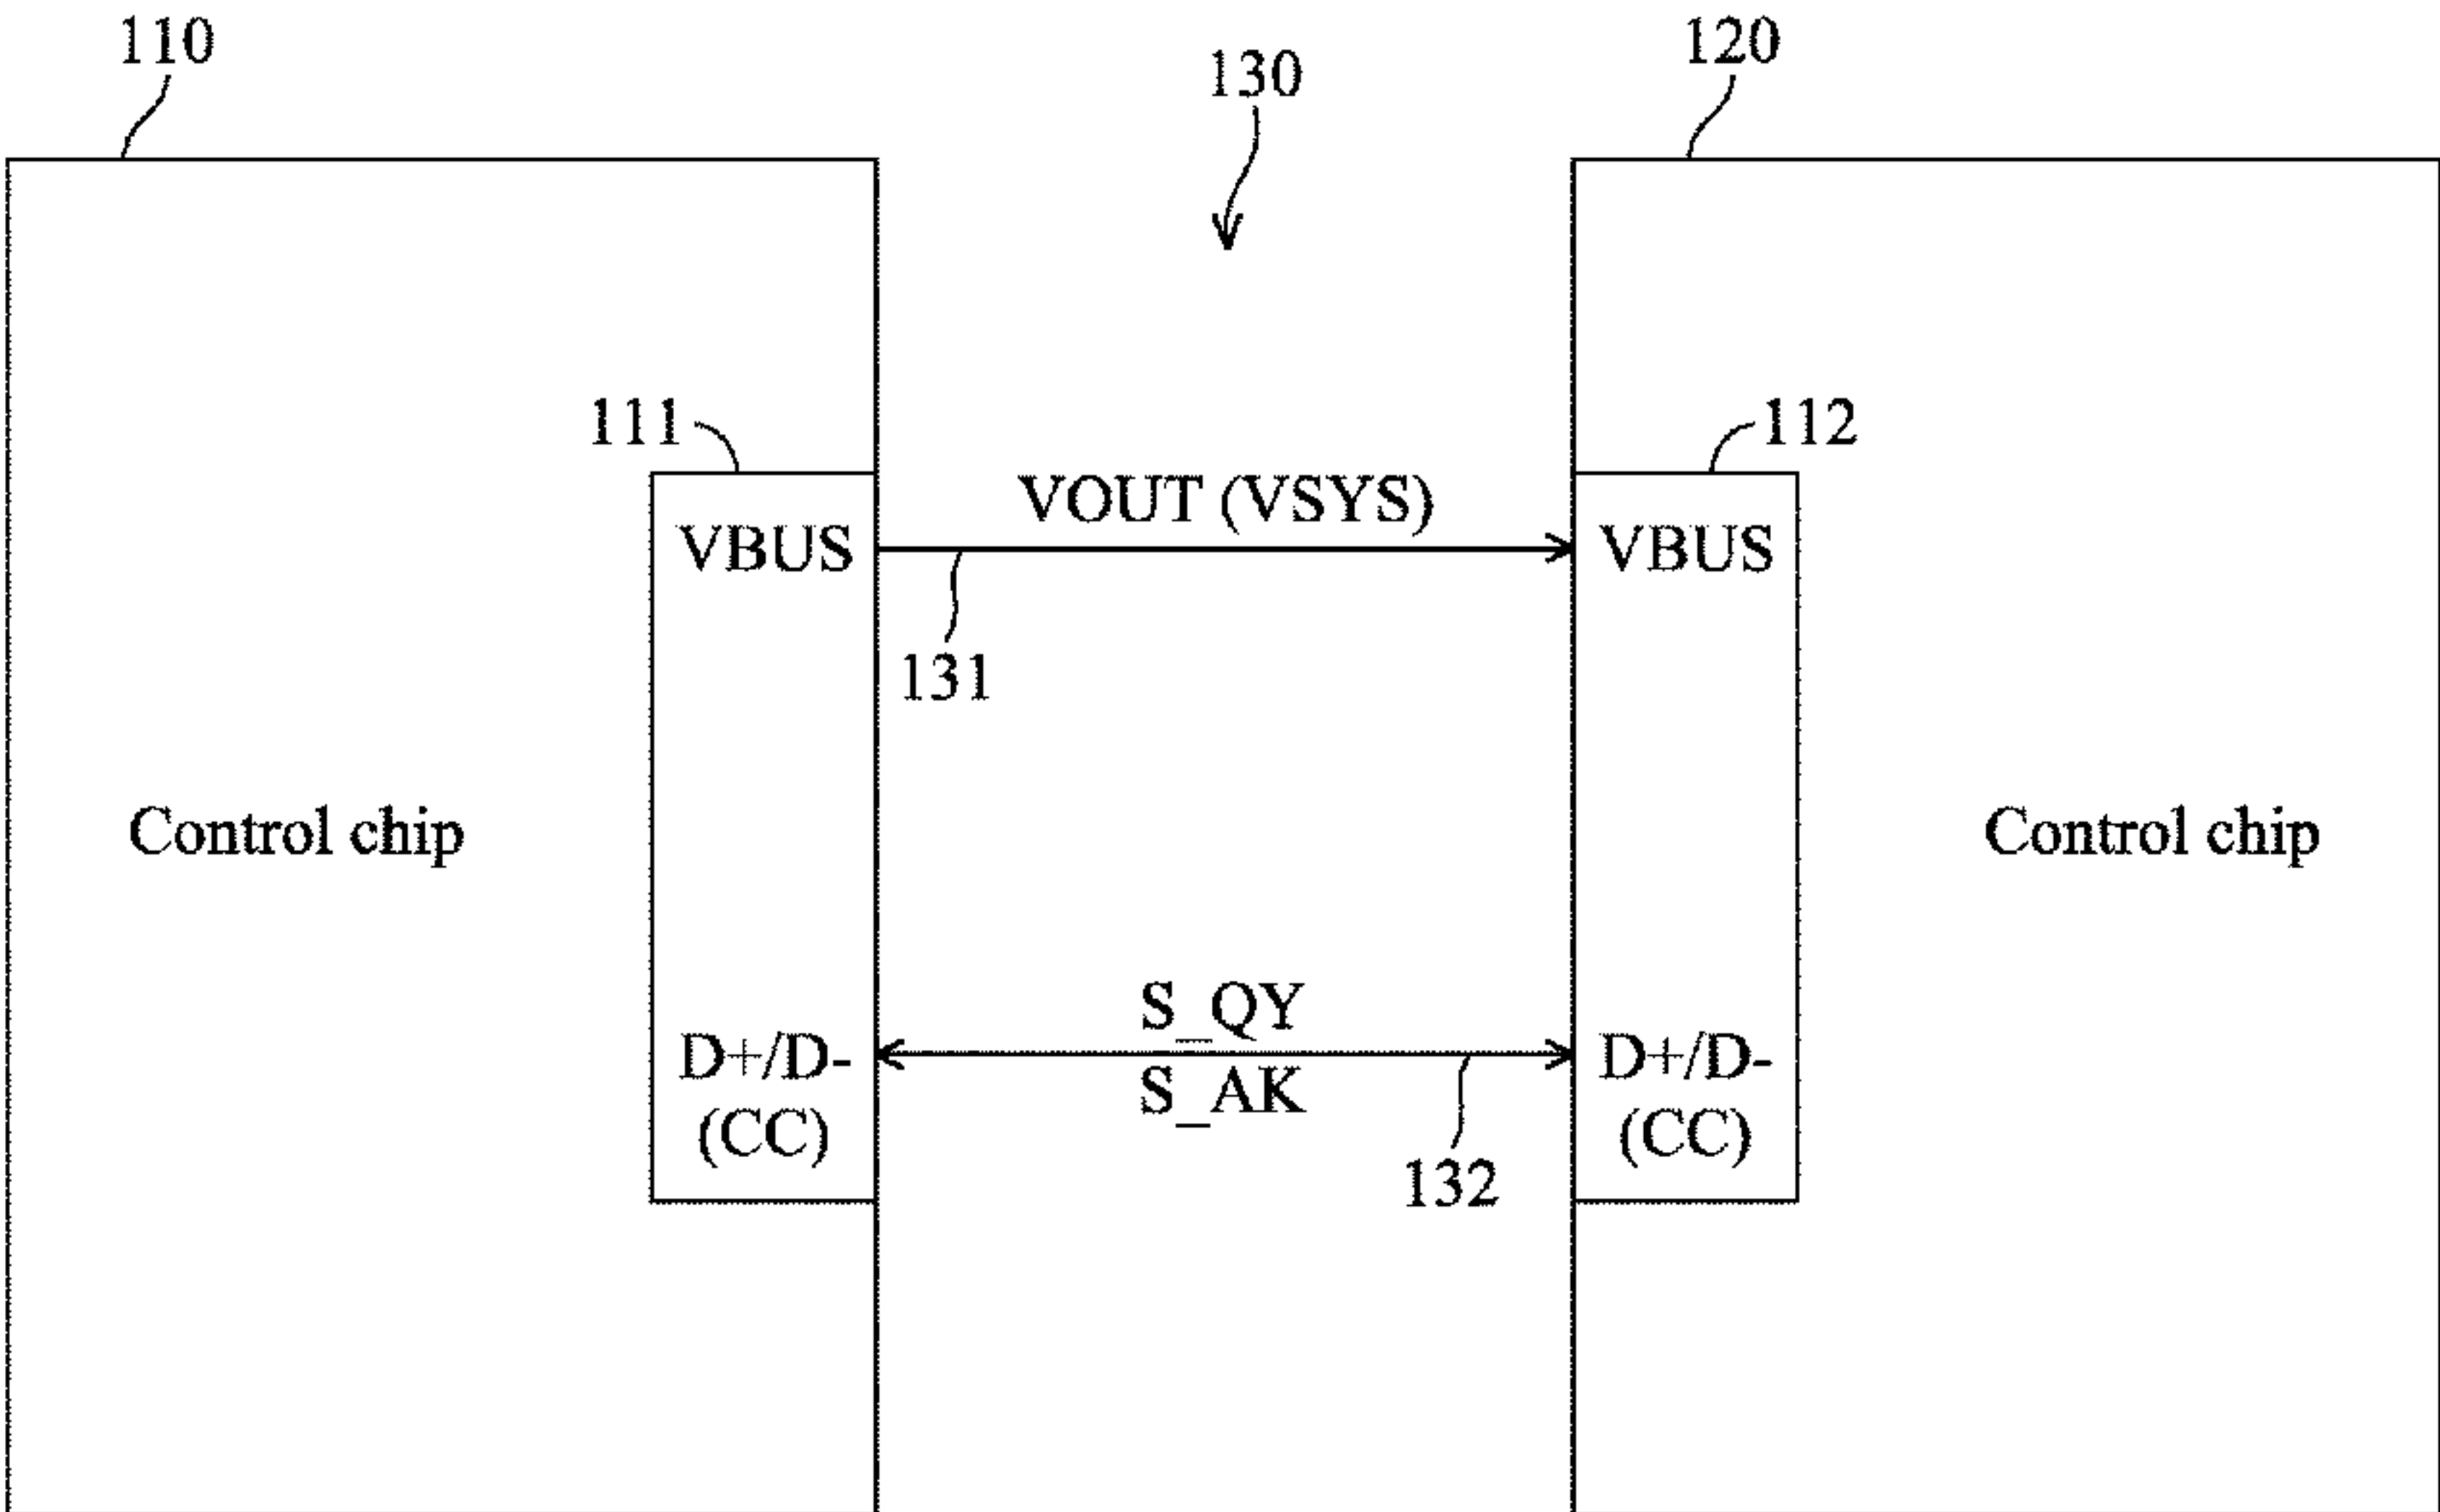 110
130
120
111
112
VOUT (VSYS)
VBUS
VBUS
131
Control chip
Control chip
S_QY
D+/D-
(CC)
S_AK
D+/D-
(CC)
132